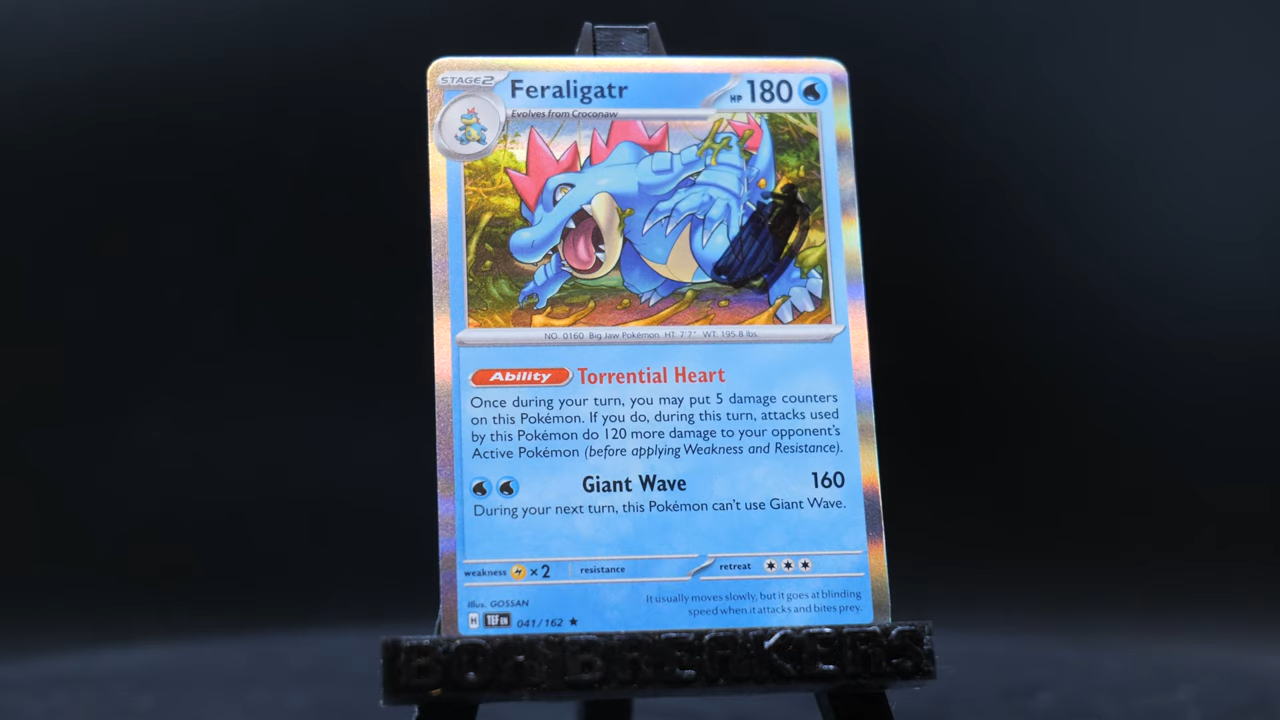 STAGE2
Feraligatr
HP 180
Evolves from Croconaw
NO. 0160 Big Jaw Pokémon HT: 7'7" WT: 195.8 lbs.
Ability Torrential Heart
Once during your turn, you may put 5 damage counters
on this Pokémon. If you do, during this turn, attacks used
by this Pokémon do 120 more damage to your opponent's
Active Pokémon (before applying Weakness and Resistance).
Giant Wave 160
During your next turn, this Pokémon can't use Giant Wave.
weakness ×2 resistance retreat
Illus. GOSSAN
It usually moves slowly, but it goes at blinding
speed when it attacks and bites prey.
H TEF EN 041/162 ★